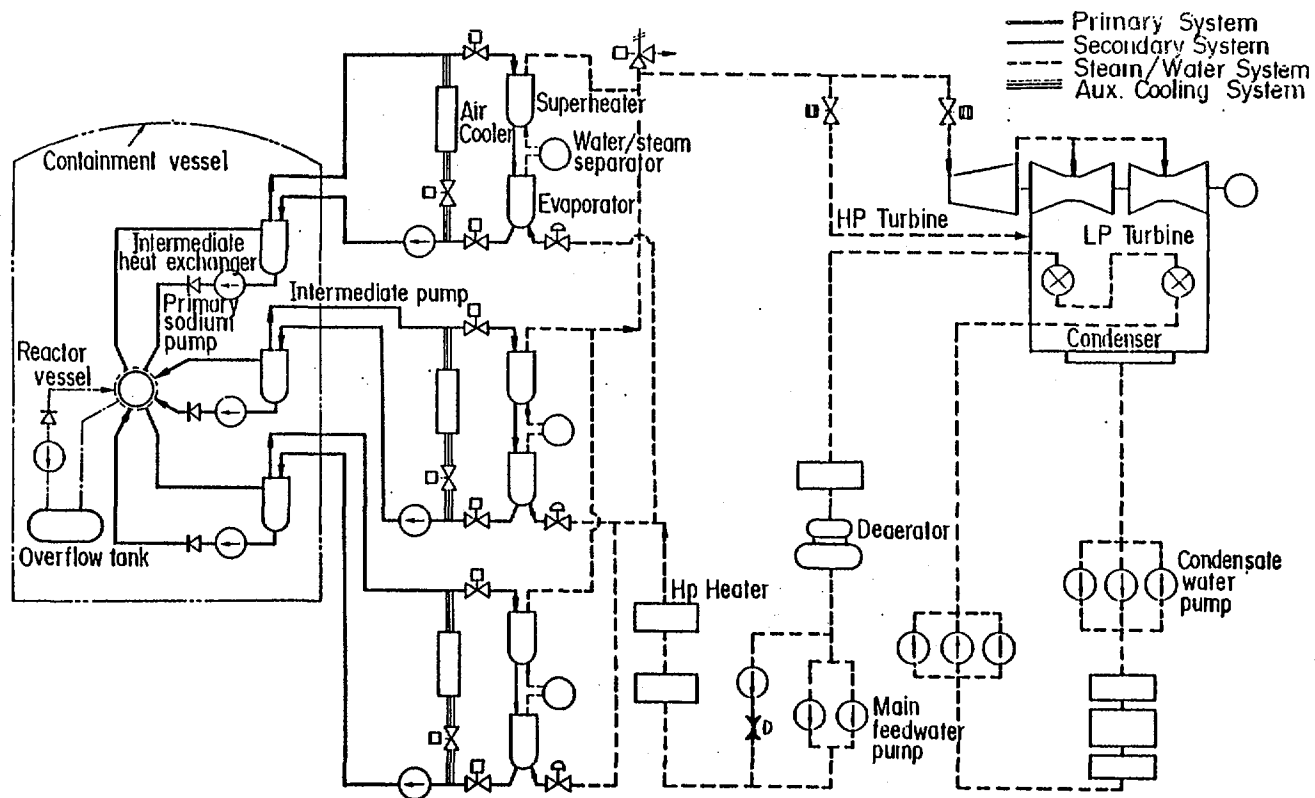 Primary System
Secondary System
Steam/Water System
Aux. Cooling System
Containment vessel
Air
Cooler
Superheater
Water/steam
separator
Evaporator
HP Turbine
LP Turbine
Intermediate
heat exchanger
Primary
sodium
pump
Intermediate pump
Reactor
vessel
Condenser
Overflow tank
Deaerator
Hp Heater
Condensate
water
pump
Main
feedwater
pump
D